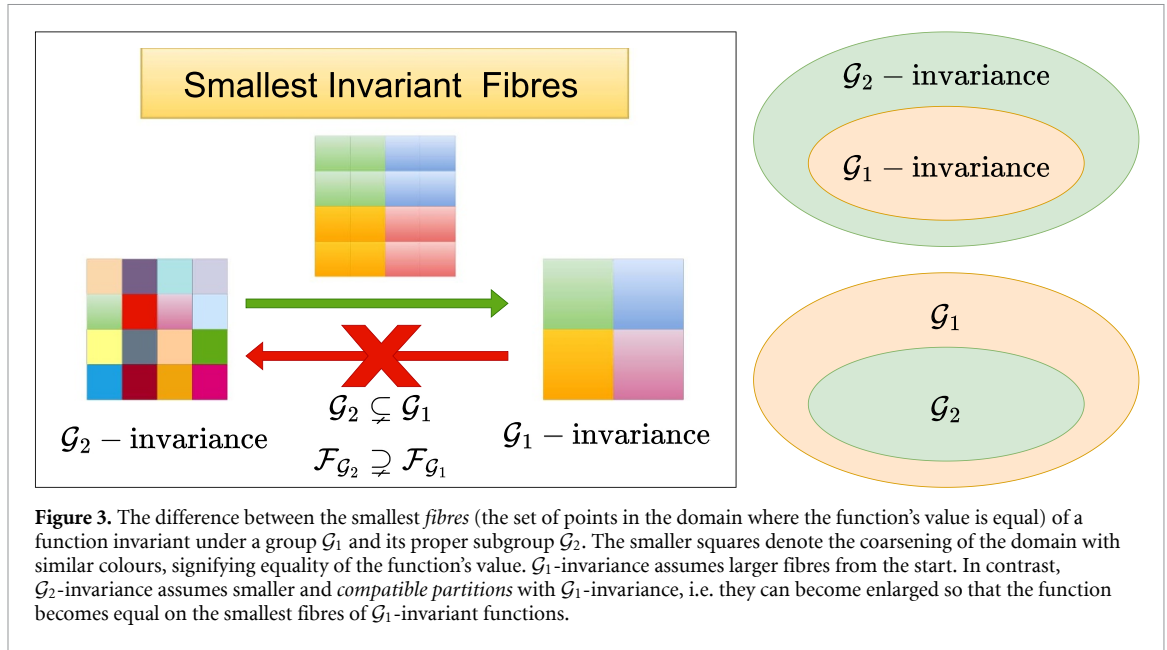 Smallest Invariant Fibres
𝒢₂ − invariance
𝒢₁ − invariance
𝒢₂ ⊊ 𝒢₁
ℱ𝒢₂ ⊋ ℱ𝒢₁
𝒢₂ − invariance
𝒢₁ − invariance
𝒢₁
𝒢₂
Figure 3. The difference between the smallest fibres (the set of points in the domain where the function's value is equal) of a
function invariant under a group 𝒢₁ and its proper subgroup 𝒢₂. The smaller squares denote the coarsening of the domain with
similar colours, signifying equality of the function's value. 𝒢₁-invariance assumes larger fibres from the start. In contrast,
𝒢₂-invariance assumes smaller and compatible partitions with 𝒢₁-invariance, i.e. they can become enlarged so that the function
becomes equal on the smallest fibres of 𝒢₁-invariant functions.